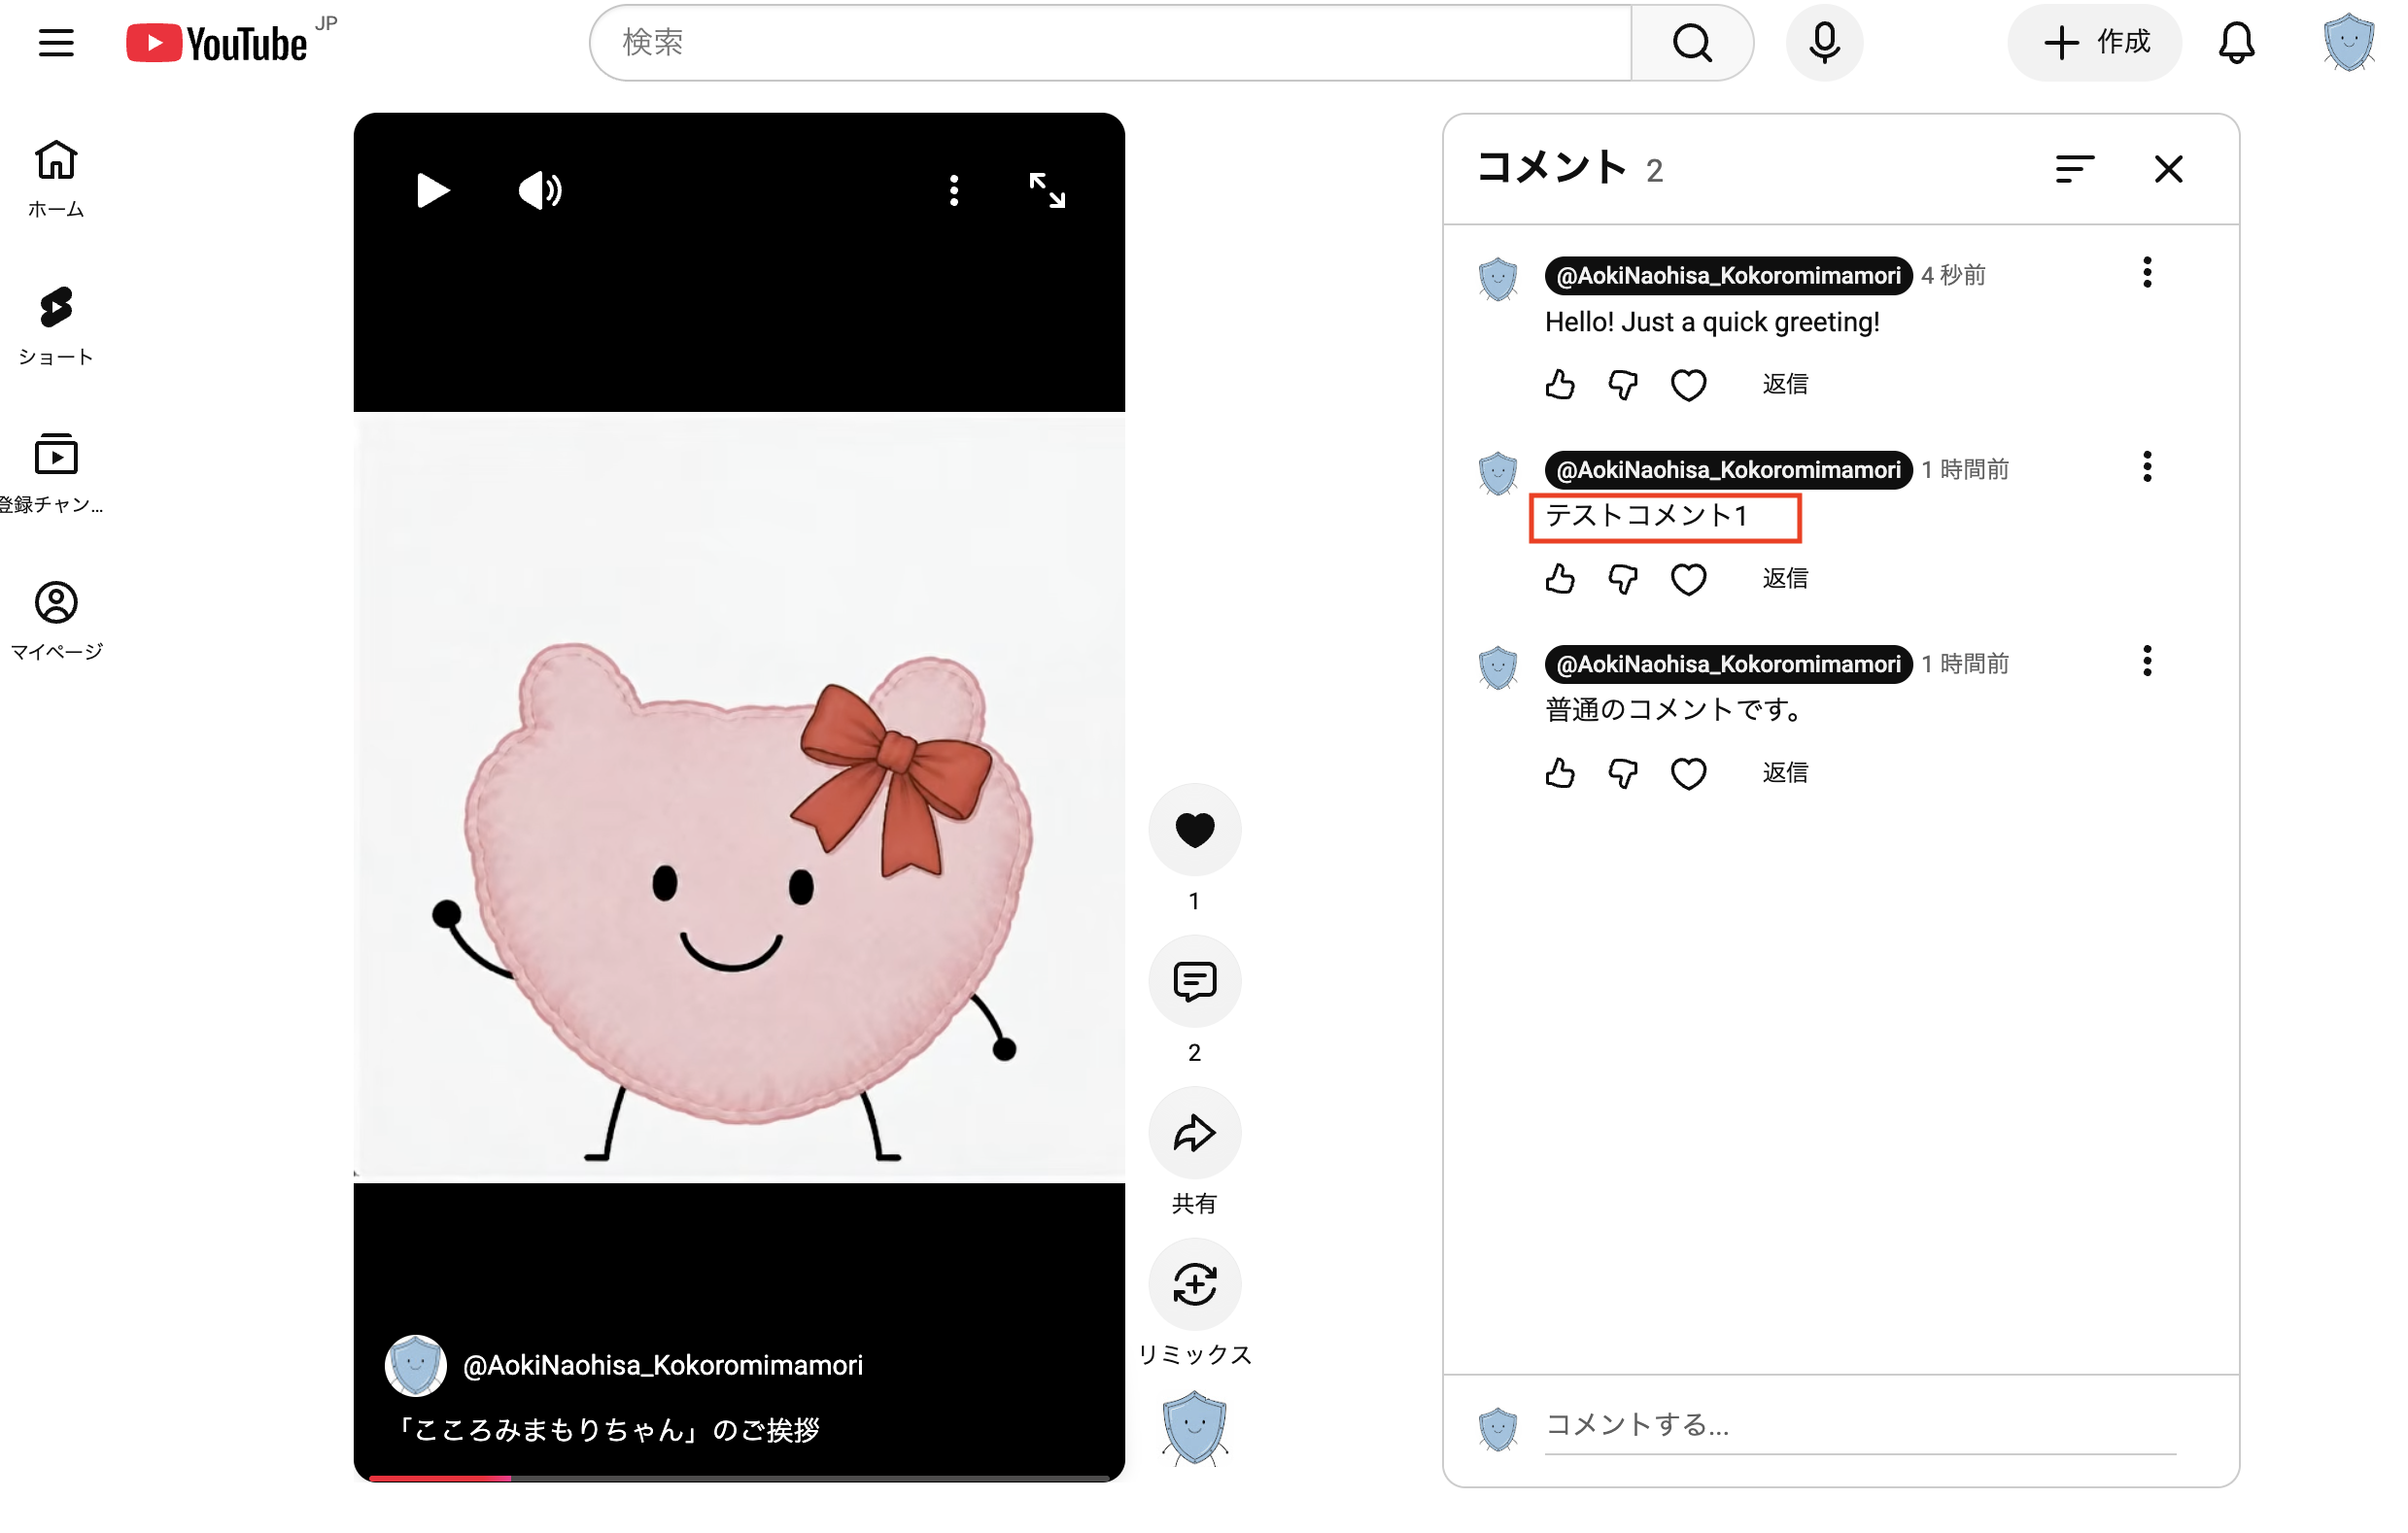 YouTube JP
検索
作成
ホーム
ショート
登録チャン...
マイページ
コメント 2
@AokiNaohisa_Kokoromimamori 4 秒前
Hello! Just a quick greeting!
返信
@AokiNaohisa_Kokoromimamori 1 時間前
テストコメント1
返信
@AokiNaohisa_Kokoromimamori 1 時間前
普通のコメントです。
返信
1
2
共有
リミックス
@AokiNaohisa_Kokoromimamori
「こころみまもりちゃん」のご挨拶
コメントする...